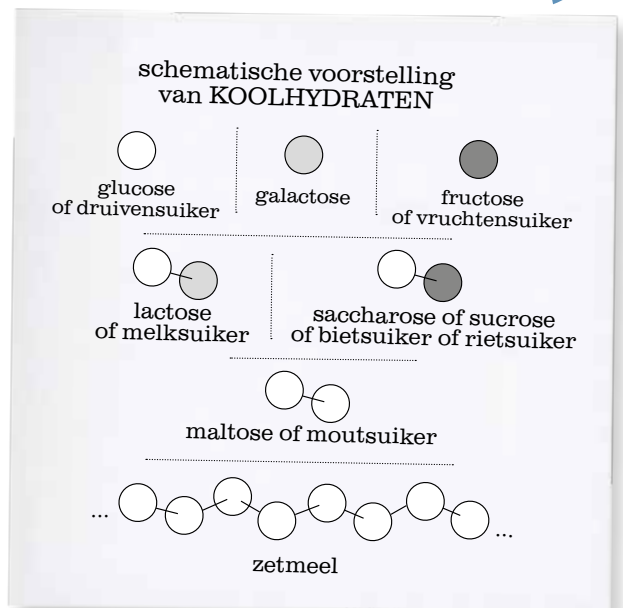 schematische voorstelling
van KOOLHYDRATEN
glucose
of druivensuiker
galactose
fructose
of vruchtensuiker
lactose
of melksuiker
saccharose of sucrose
of bietsuiker of rietsuiker
maltose of moutsuiker
... ...
zetmeel